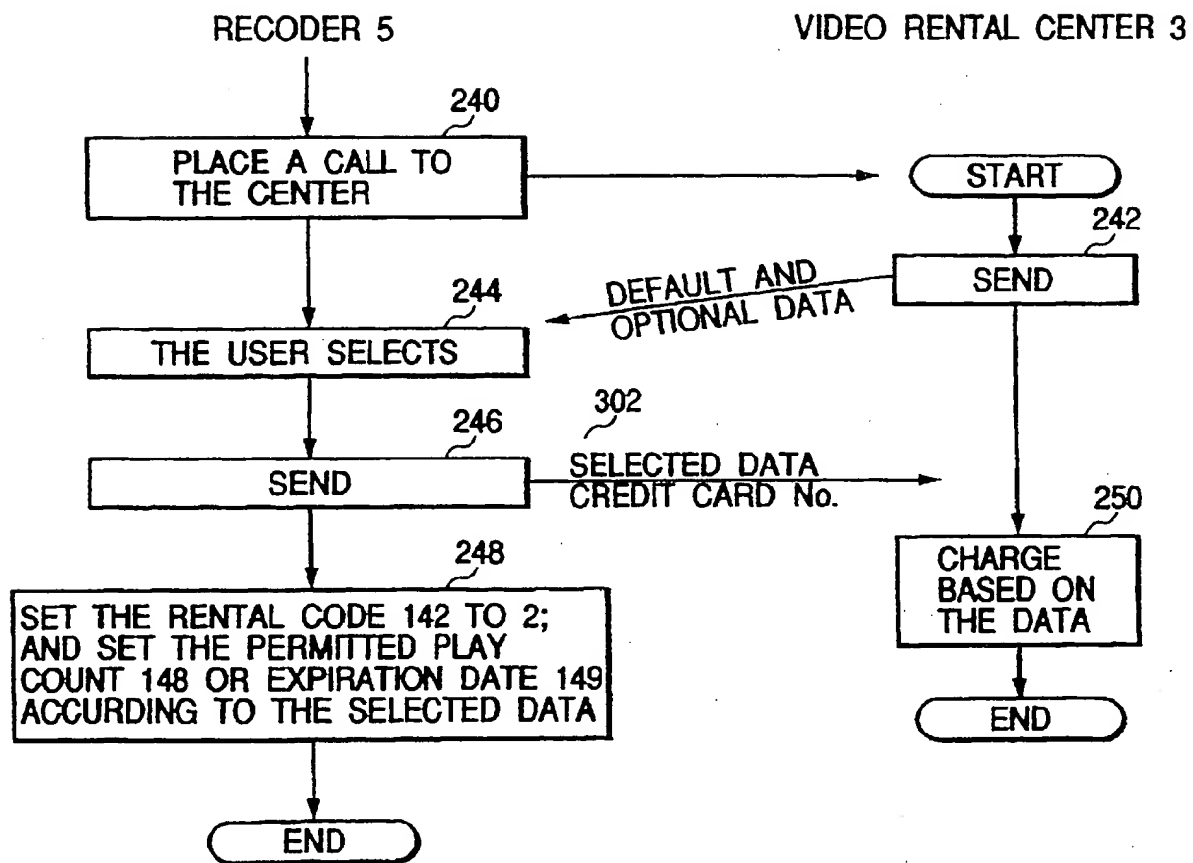 RECODER 5
VIDEO RENTAL CENTER 3
240
PLACE A CALL TO
THE CENTER
START
242
SEND
DEFAULT AND
OPTIONAL DATA
244
THE USER SELECTS
246
SEND
302
SELECTED DATA
CREDIT CARD No.
250
CHARGE
BASED ON
THE DATA
END
248
SET THE RENTAL CODE 142 TO 2;
AND SET THE PERMITTED PLAY
COUNT 148 OR EXPIRATION DATE 149
ACCURDING TO THE SELECTED DATA
END